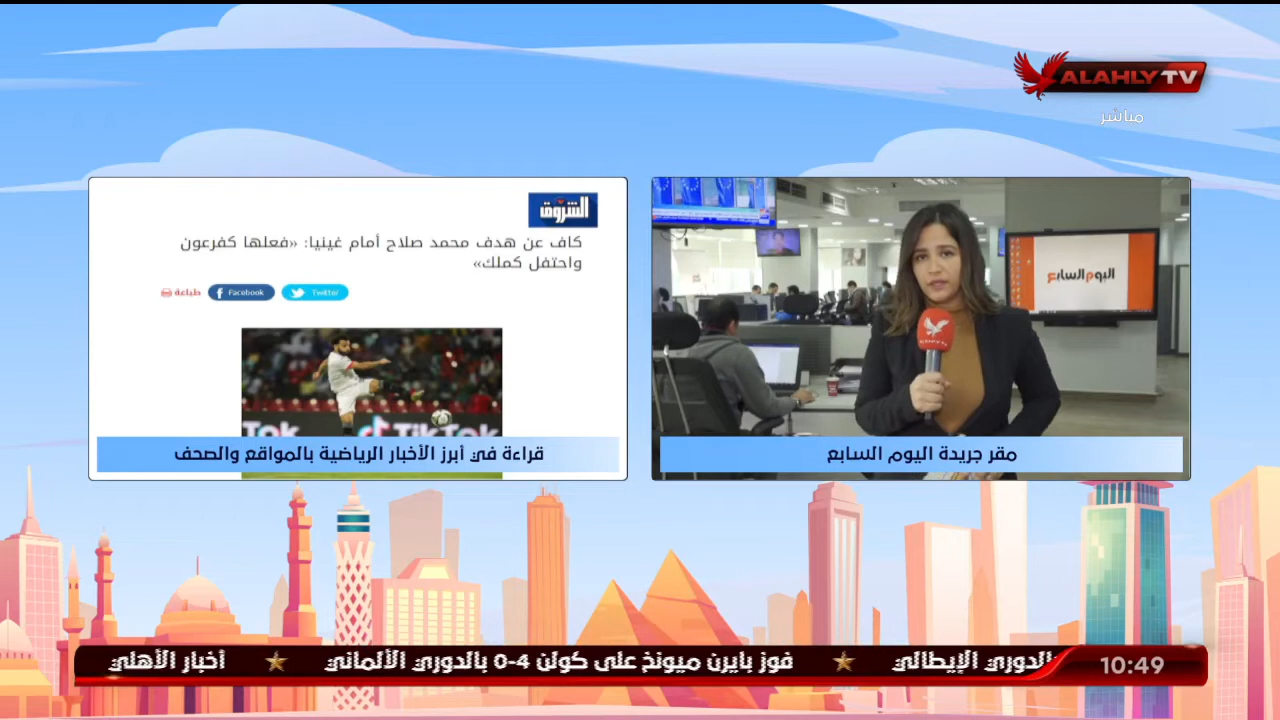 ALAHLY TV
مباشر
الشروق
كاف عن هدف محمد صلاح أمام غينيا: «فعلها كفرعون
واحتفل كملك»
طباعة Facebook Twitter
TikTok
قراءة في أبرز الأخبار الرياضية بالمواقع والصحف
اليوم السابع
مقر جريدة اليوم السابع
بالدوري الإيطالي ★ فوز بايرن ميونخ على كولن 4-0 بالدوري الألماني ★ أخبار الأهلي
10:49